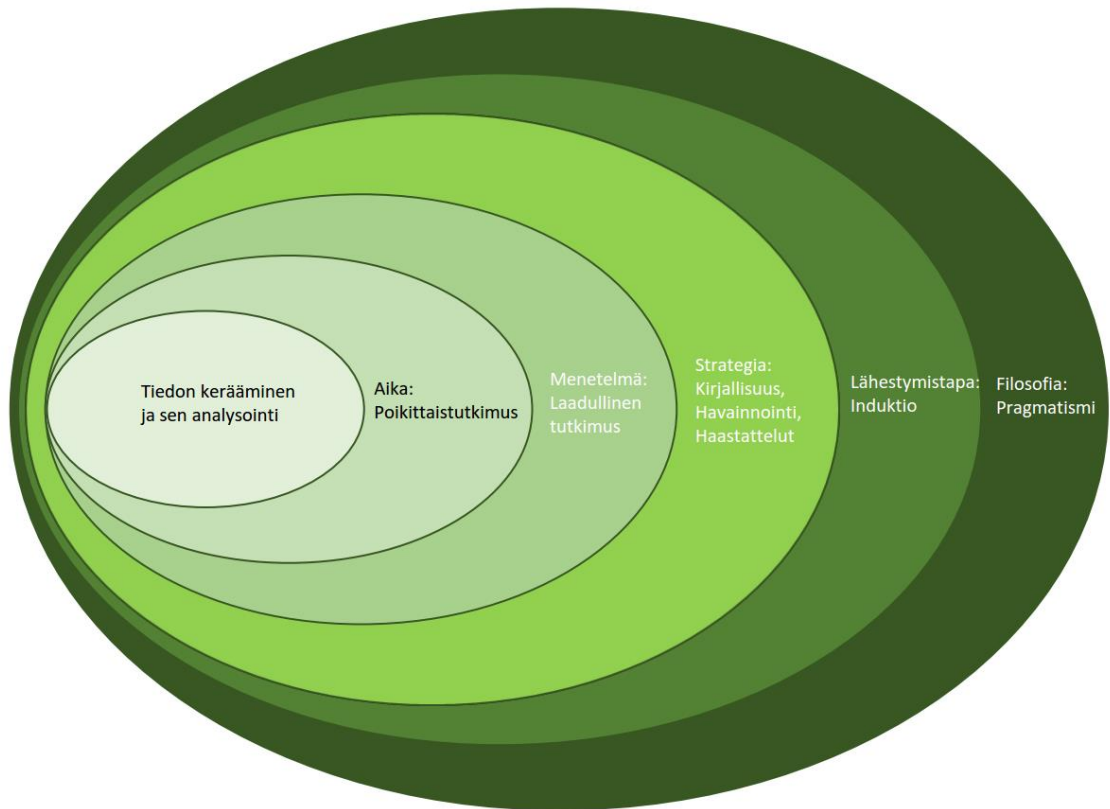 Tiedon kerääminen
ja sen analysointi
Aika:
Poikittaistutkimus
Menetelmä:
Laadullinen
tutkimus
Strategia:
Kirjallisuus,
Havainnointi,
Haastattelut
Lähestymistapa:
Induktio
Filosofia:
Pragmatismi